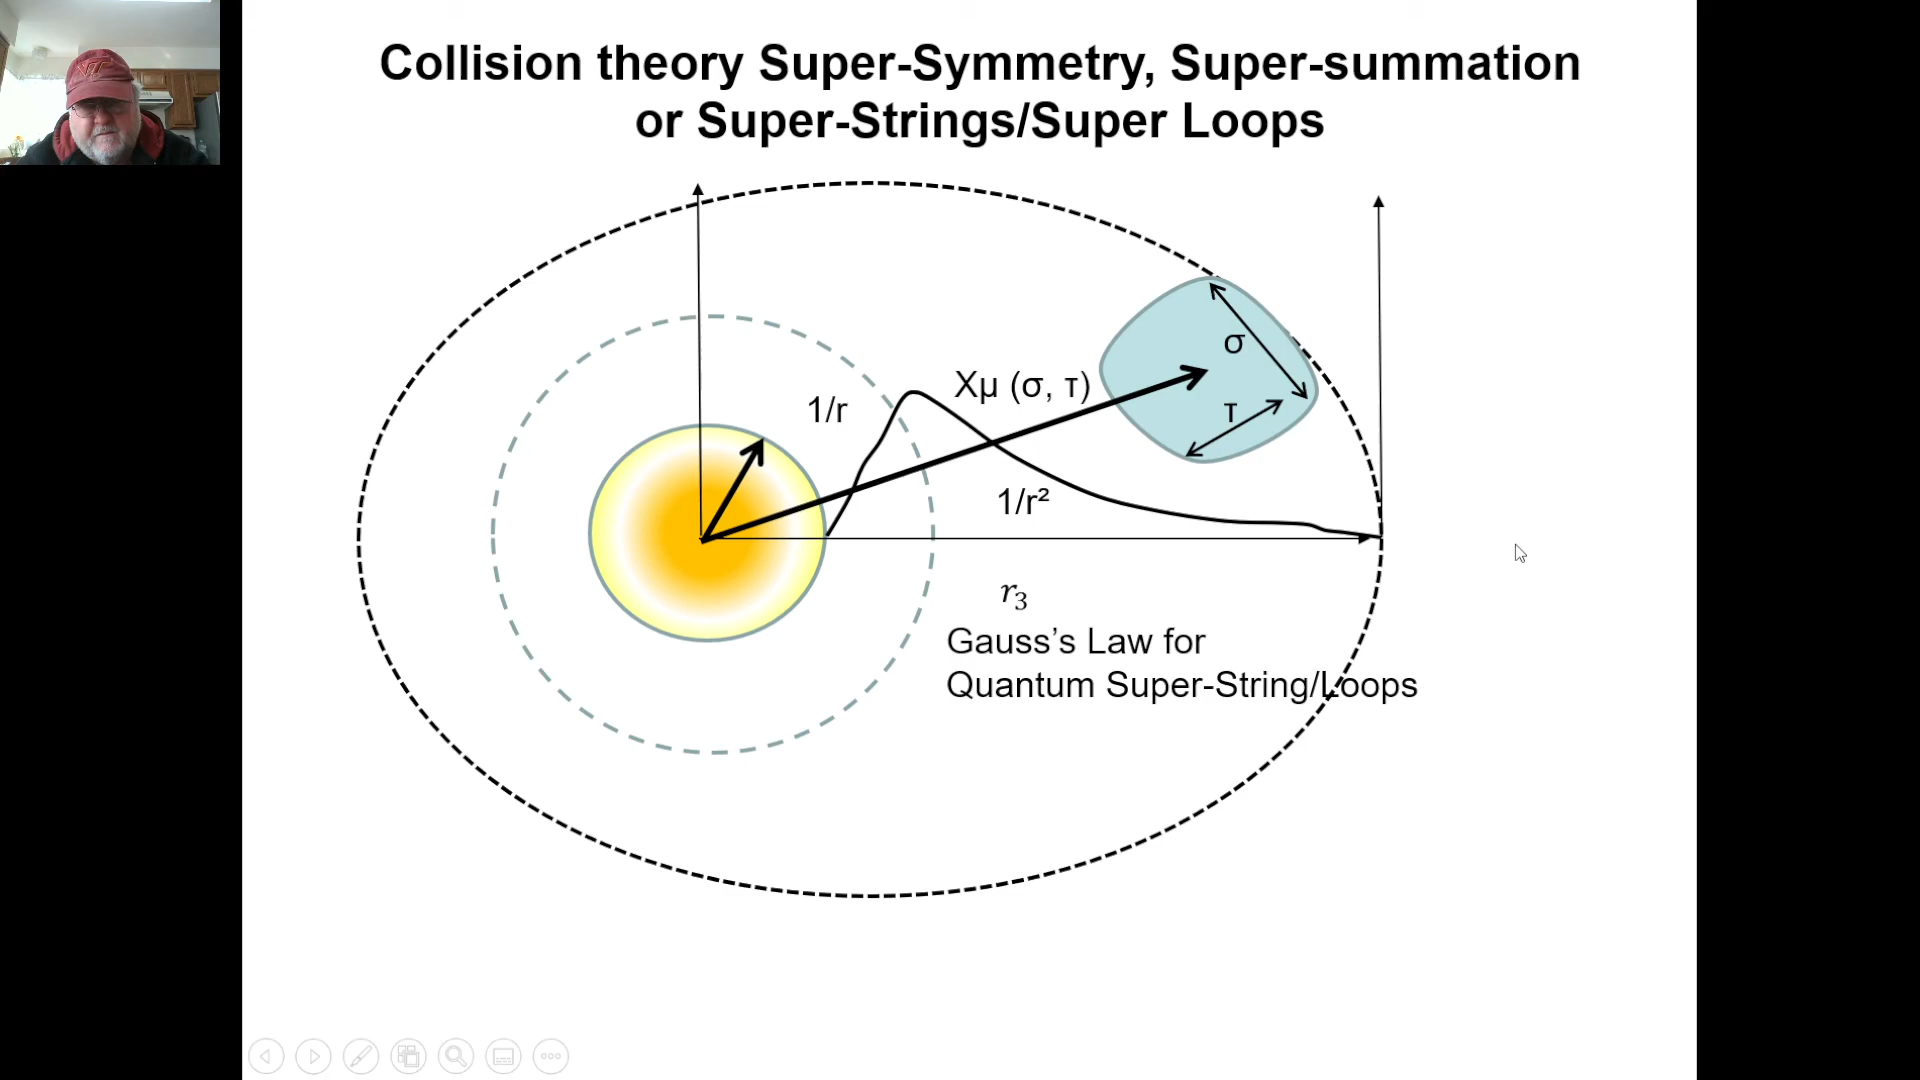 VT
Collision theory Super-Symmetry, Super-summation
or Super-Strings/Super Loops
σ
Xμ (σ, τ)
1/r
τ
1/r²
r₃
Gauss’s Law for
Quantum Super-String/Loops